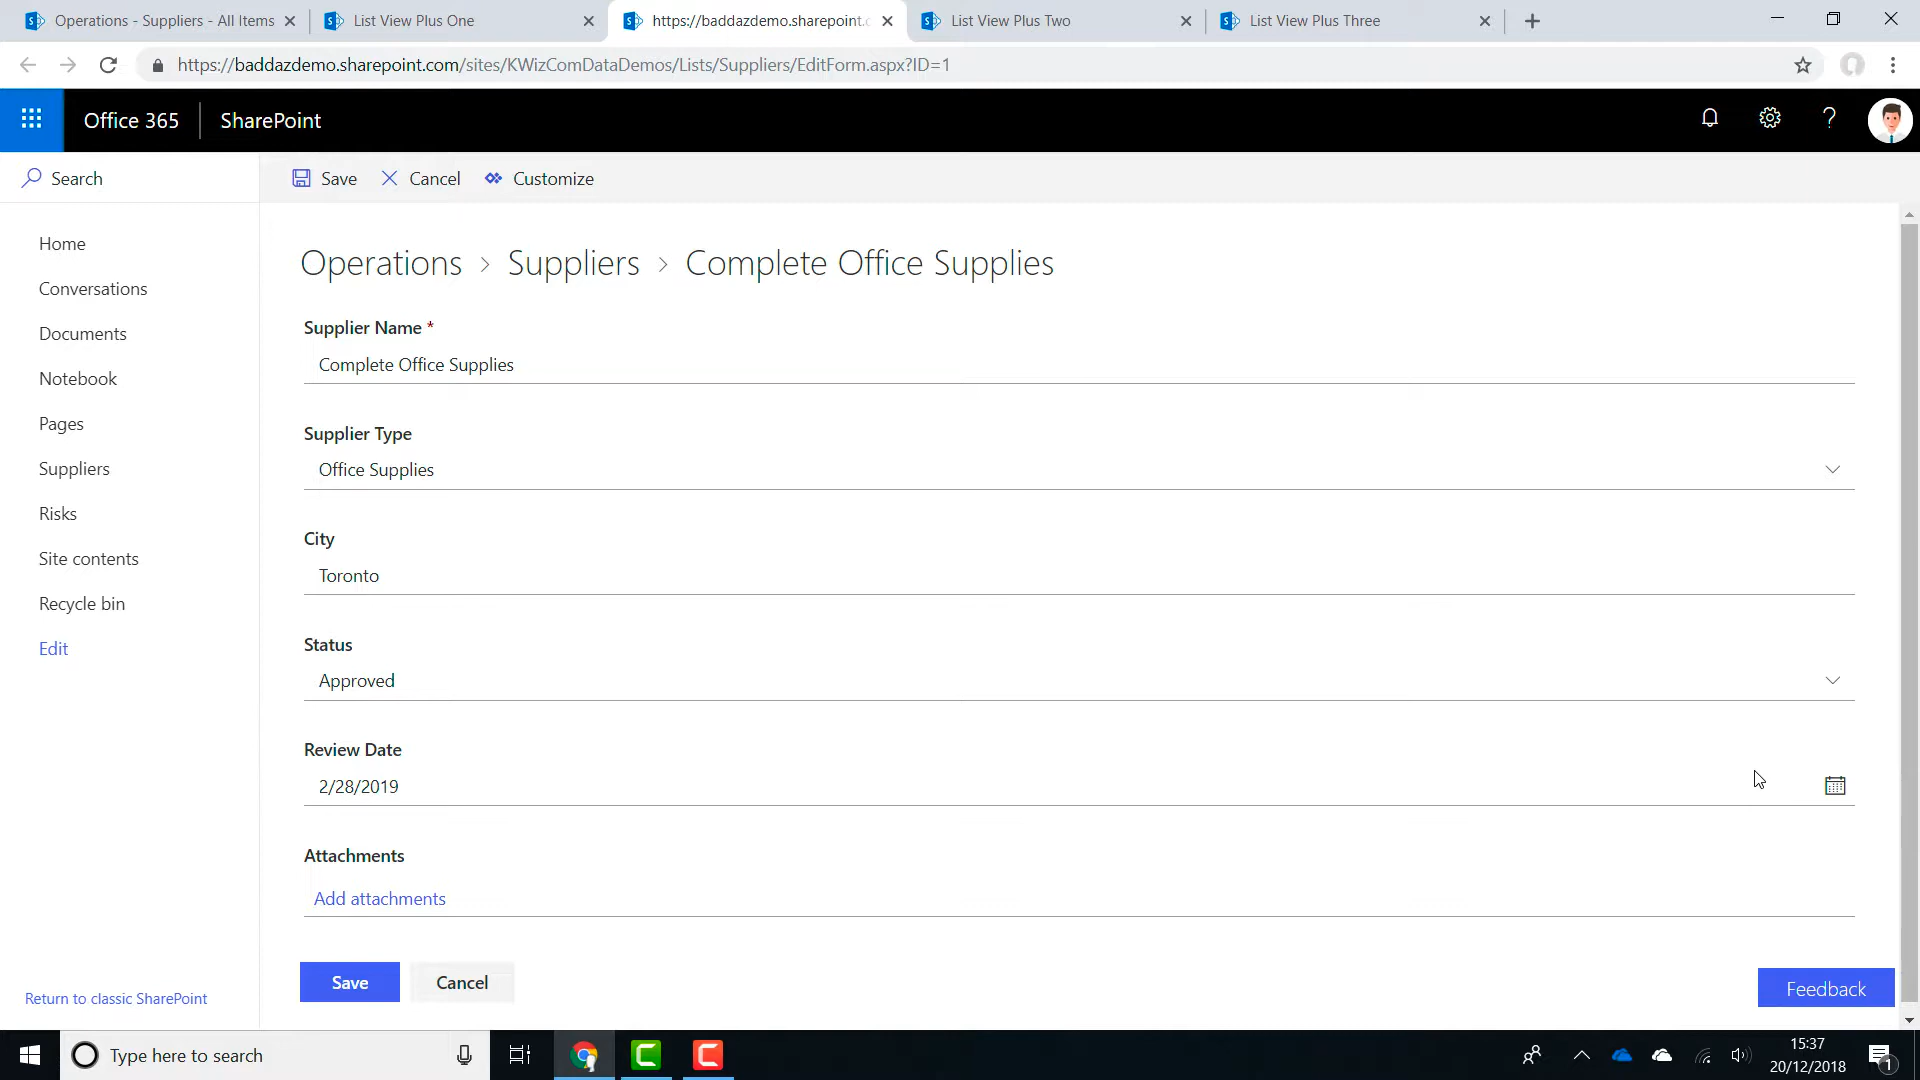 Operations - Suppliers - All Items
List View Plus One
https://baddazdemo.sharepoint.c
List View Plus Two
List View Plus Three
https://baddazdemo.sharepoint.com/sites/KWizComDataDemos/Lists/Suppliers/EditForm.aspx?ID=1
Office 365
SharePoint
Search
Save
Cancel
Customize
Home
Conversations
Documents
Notebook
Pages
Suppliers
Risks
Site contents
Recycle bin
Edit
Return to classic SharePoint
Operations > Suppliers > Complete Office Supplies
Supplier Name *
Complete Office Supplies
Supplier Type
Office Supplies
City
Toronto
Status
Approved
Review Date
2/28/2019
Attachments
Add attachments
Save
Cancel
Feedback
Type here to search
15:37
20/12/2018
1